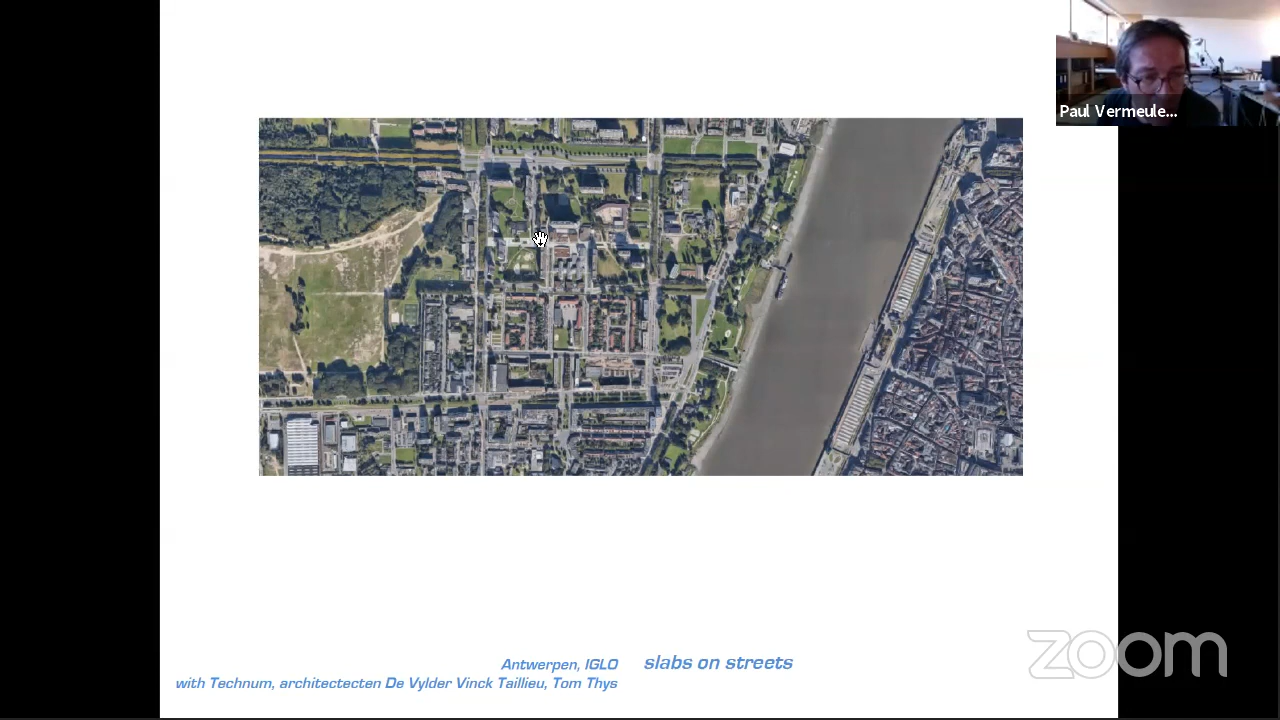 Paul Vermeule...
Antwerpen, IGLO slabs on streets
with Technum, architectecten De Vylder Vinck Taillieu, Tom Thys
zoom